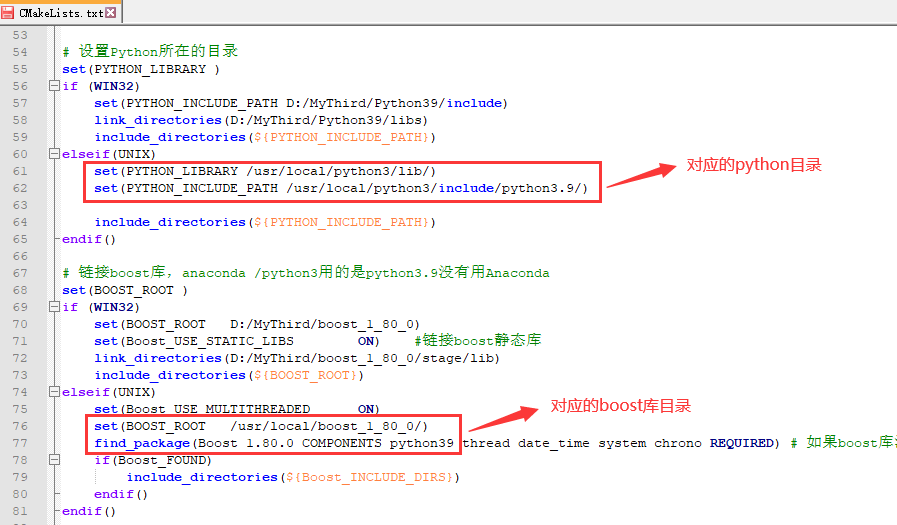 CMakeLists.txt
53
54 # 设置Python所在的目录
55 set(PYTHON_LIBRARY )
56 if (WIN32)
57 set(PYTHON_INCLUDE_PATH D:/MyThird/Python39/include)
58 link_directories(D:/MyThird/Python39/libs)
59 include_directories(${PYTHON_INCLUDE_PATH})
60 elseif(UNIX)
61 set(PYTHON_LIBRARY /usr/local/python3/lib/)
对应的python目录
62 set(PYTHON_INCLUDE_PATH /usr/local/python3/include/python3.9/)
63
64 include_directories(${PYTHON_INCLUDE_PATH})
65 endif()
66
67 # 链接boost库，anaconda /python3用的是python3.9没有用Anaconda
68 set(BOOST_ROOT )
69 if (WIN32)
70 set(BOOST_ROOT D:/MyThird/boost_1_80_0)
71 set(Boost_USE_STATIC_LIBS ON) #链接boost静态库
72 link_directories(D:/MyThird/boost_1_80_0/stage/lib)
73 include_directories(${BOOST_ROOT})
74 elseif(UNIX)
对应的boost库目录
75 set(Boost_USE_MULTITHREADED ON)
76 set(BOOST_ROOT /usr/local/boost_1_80_0/)
77 find_package(Boost 1.80.0 COMPONENTS python39 thread date_time system chrono REQUIRED) # 如果boost库
78 if(Boost_FOUND)
79 include_directories(${Boost_INCLUDE_DIRS})
80 endif()
81 endif()